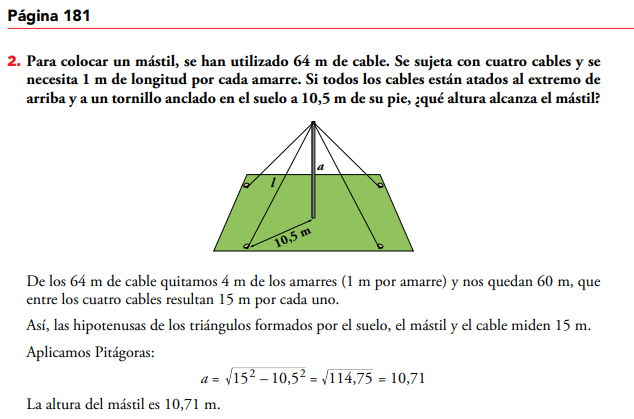 Página 181
2. Para colocar un mástil, se han utilizado 64 m de cable. Se sujeta con cuatro cables y se
necesita 1 m de longitud por cada amarre. Si todos los cables están atados al extremo de
arriba y a un tornillo anclado en el suelo a 10,5 m de su pie, ¿qué altura alcanza el mástil?
a
l
10,5 m
De los 64 m de cable quitamos 4 m de los amarres (1 m por amarre) y nos quedan 60 m, que
entre los cuatro cables resultan 15 m por cada uno.
Así, las hipotenusas de los triángulos formados por el suelo, el mástil y el cable miden 15 m.
Aplicamos Pitágoras:
a = √15² – 10,5² = √114,75 = 10,71
La altura del mástil es 10,71 m.